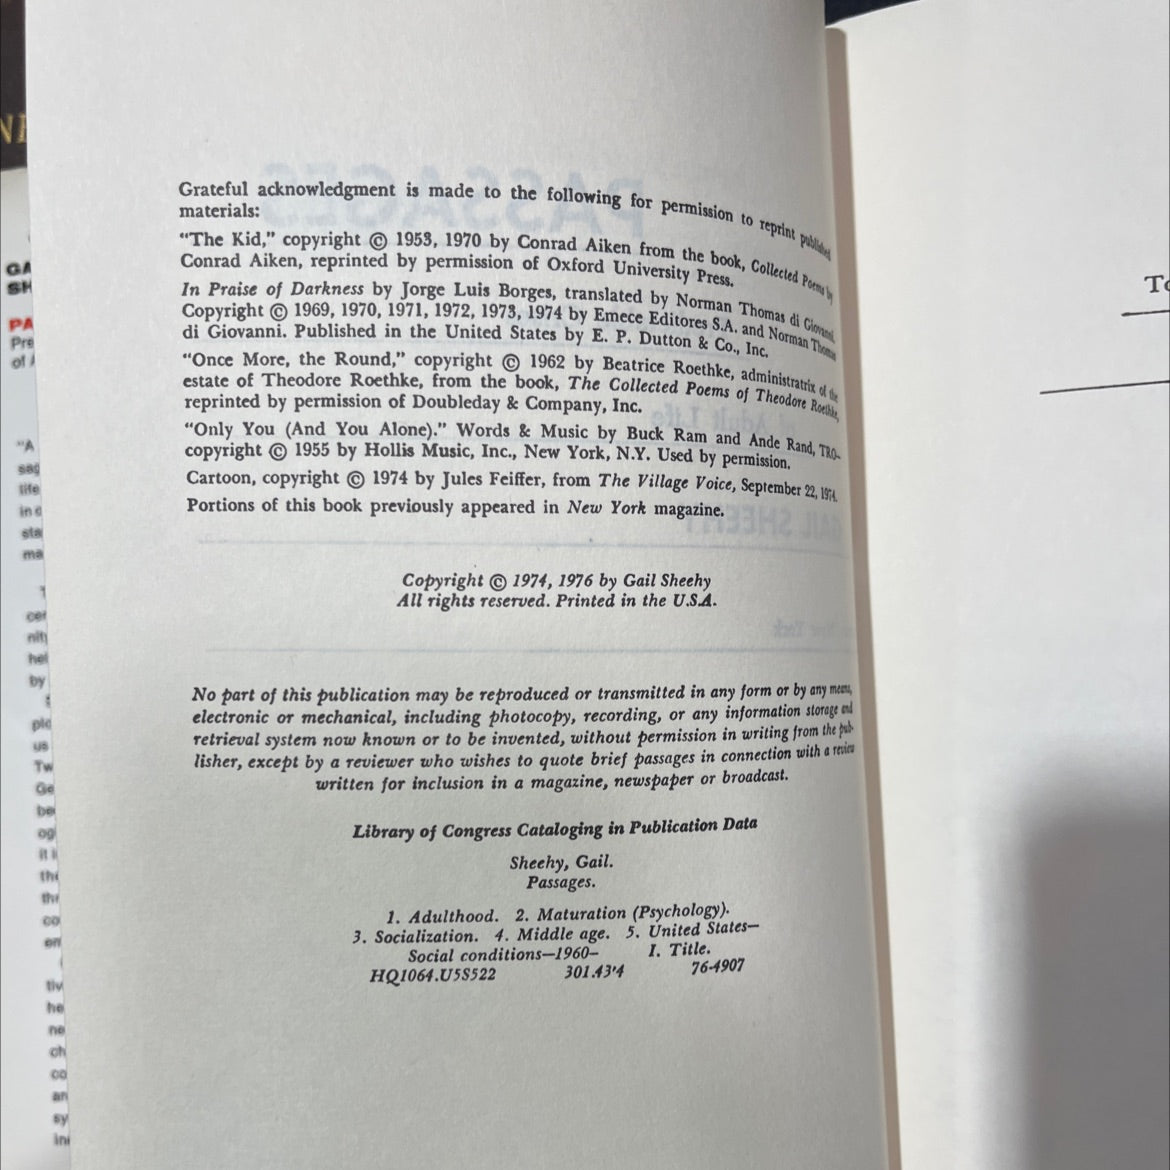 Grateful acknowledgment is made to the following for permission to reprint published
materials:
“The Kid,” copyright © 1953, 1970 by Conrad Aiken from the book, Collected Poems by
Conrad Aiken, reprinted by permission of Oxford University Press.
In Praise of Darkness by Jorge Luis Borges, translated by Norman Thomas di Giovanni.
Copyright © 1969, 1970, 1971, 1972, 1973, 1974 by Emece Editores S.A. and Norman Thomas
di Giovanni. Published in the United States by E. P. Dutton & Co., Inc.
“Once More, the Round,” copyright © 1962 by Beatrice Roethke, administratrix of the
estate of Theodore Roethke, from the book, The Collected Poems of Theodore Roethke,
reprinted by permission of Doubleday & Company, Inc.
“Only You (And You Alone).” Words & Music by Buck Ram and Ande Rand, TRO–
copyright © 1955 by Hollis Music, Inc., New York, N.Y. Used by permission.
Cartoon, copyright © 1974 by Jules Feiffer, from The Village Voice, September 22, 1974.
Portions of this book previously appeared in New York magazine.
Copyright © 1974, 1976 by Gail Sheehy
All rights reserved. Printed in the U.S.A.
No part of this publication may be reproduced or transmitted in any form or by any means,
electronic or mechanical, including photocopy, recording, or any information storage and
retrieval system now known or to be invented, without permission in writing from the pub-
lisher, except by a reviewer who wishes to quote brief passages in connection with a review
written for inclusion in a magazine, newspaper or broadcast.
Library of Congress Cataloging in Publication Data
Sheehy, Gail.
Passages.
1. Adulthood. 2. Maturation (Psychology).
3. Socialization. 4. Middle age. 5. United States—
Social conditions—1960– I. Title.
HQ1064.U5S522 301.43'4 76-4907